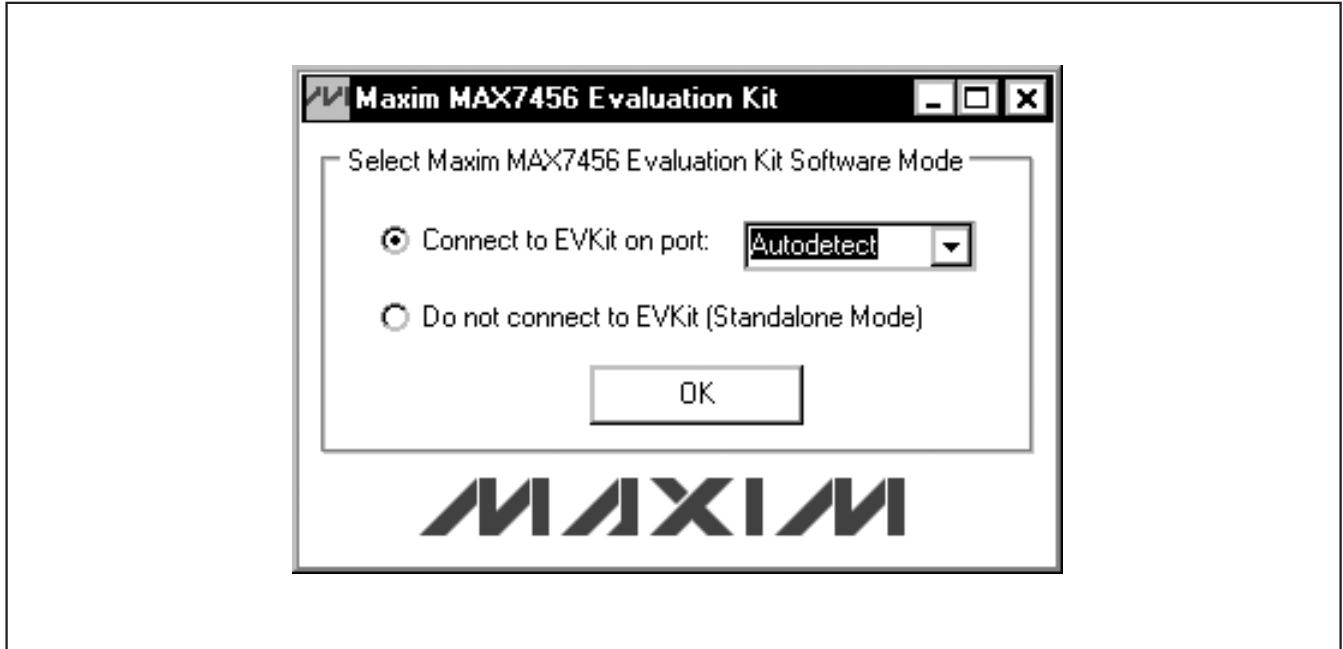 Maxim MAX7456 Evaluation Kit
Select Maxim MAX7456 Evaluation Kit Software Mode
Connect to EVKit on port: Autodetect
Do not connect to EVKit (Standalone Mode)
OK
MAXIM